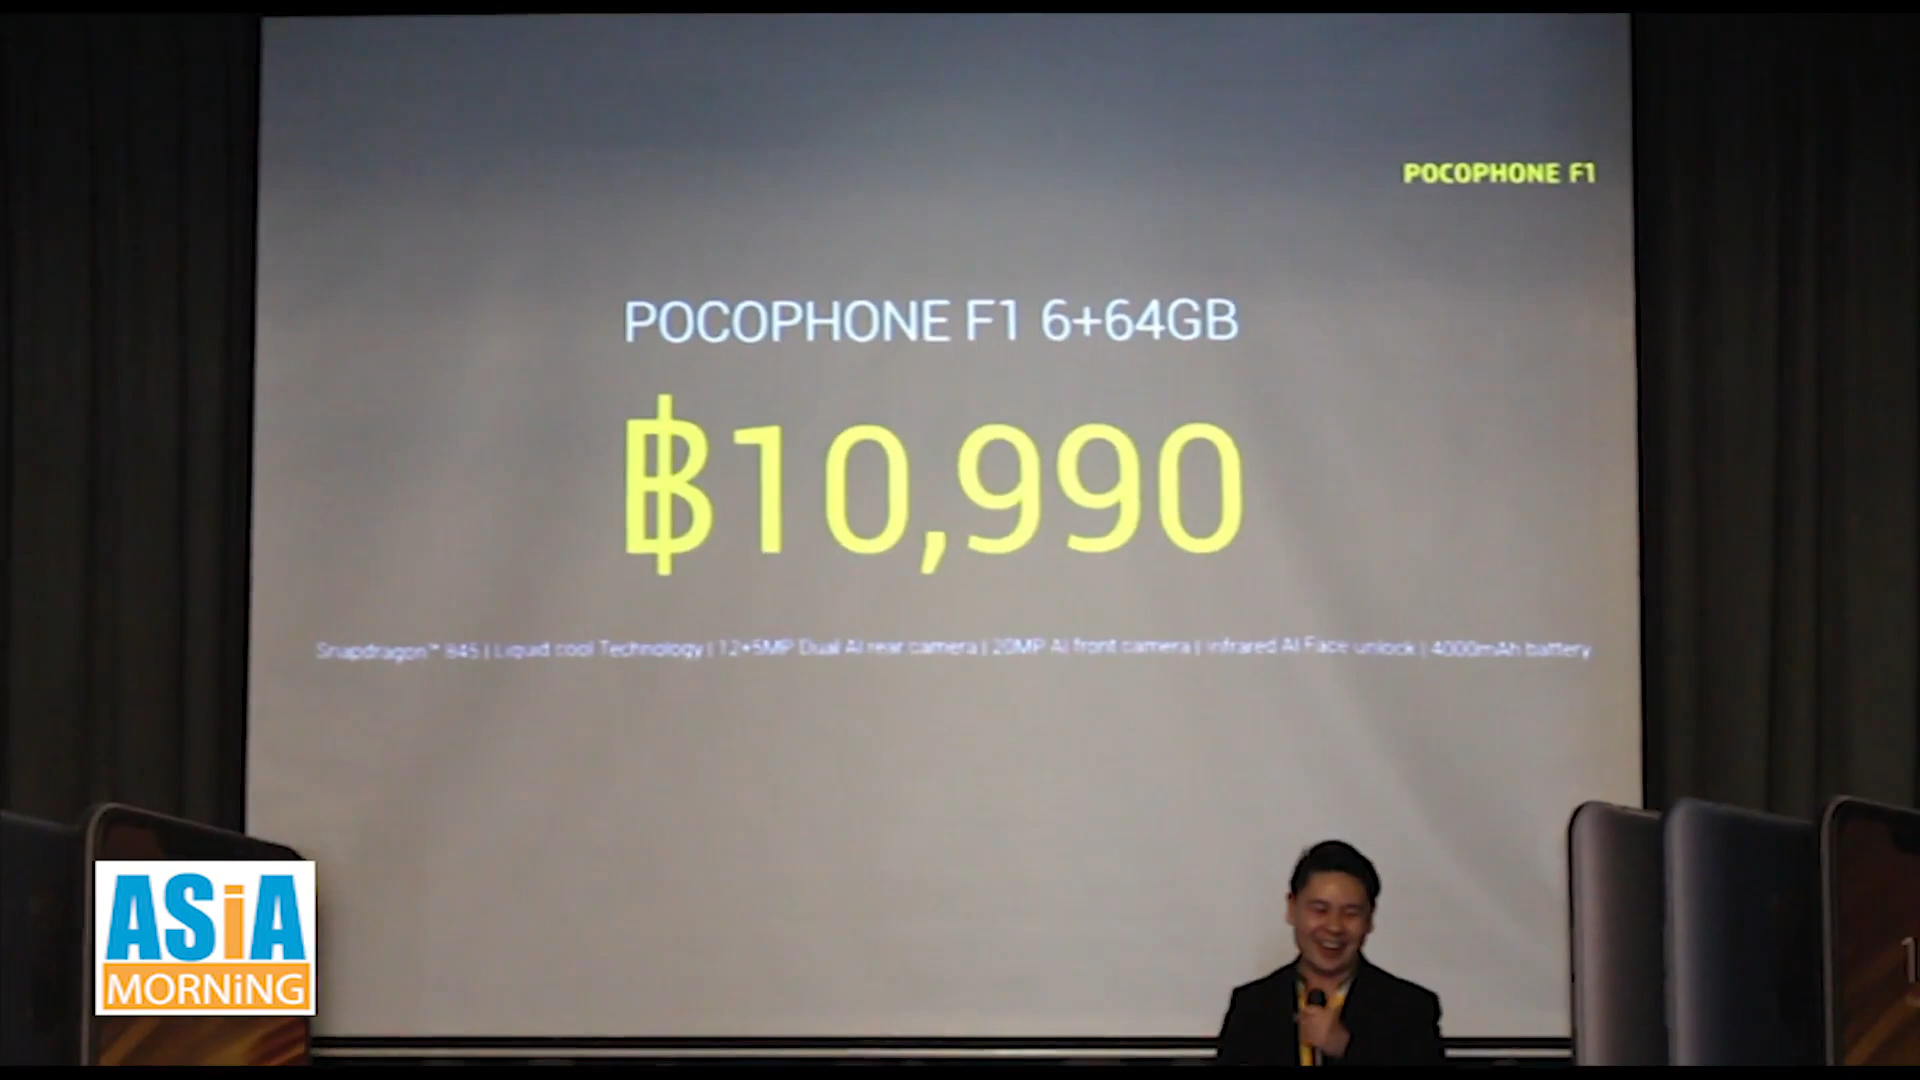 POCOPHONE F1
POCOPHONE F1 6+64GB
฿10,990
Snapdragon™ 845 | Liquid cool Technology | 12+5MP Dual AI rear camera | 20MP AI front camera | Infrared AI Face unlock | 4000mAh battery
ASiA
MORNiNG